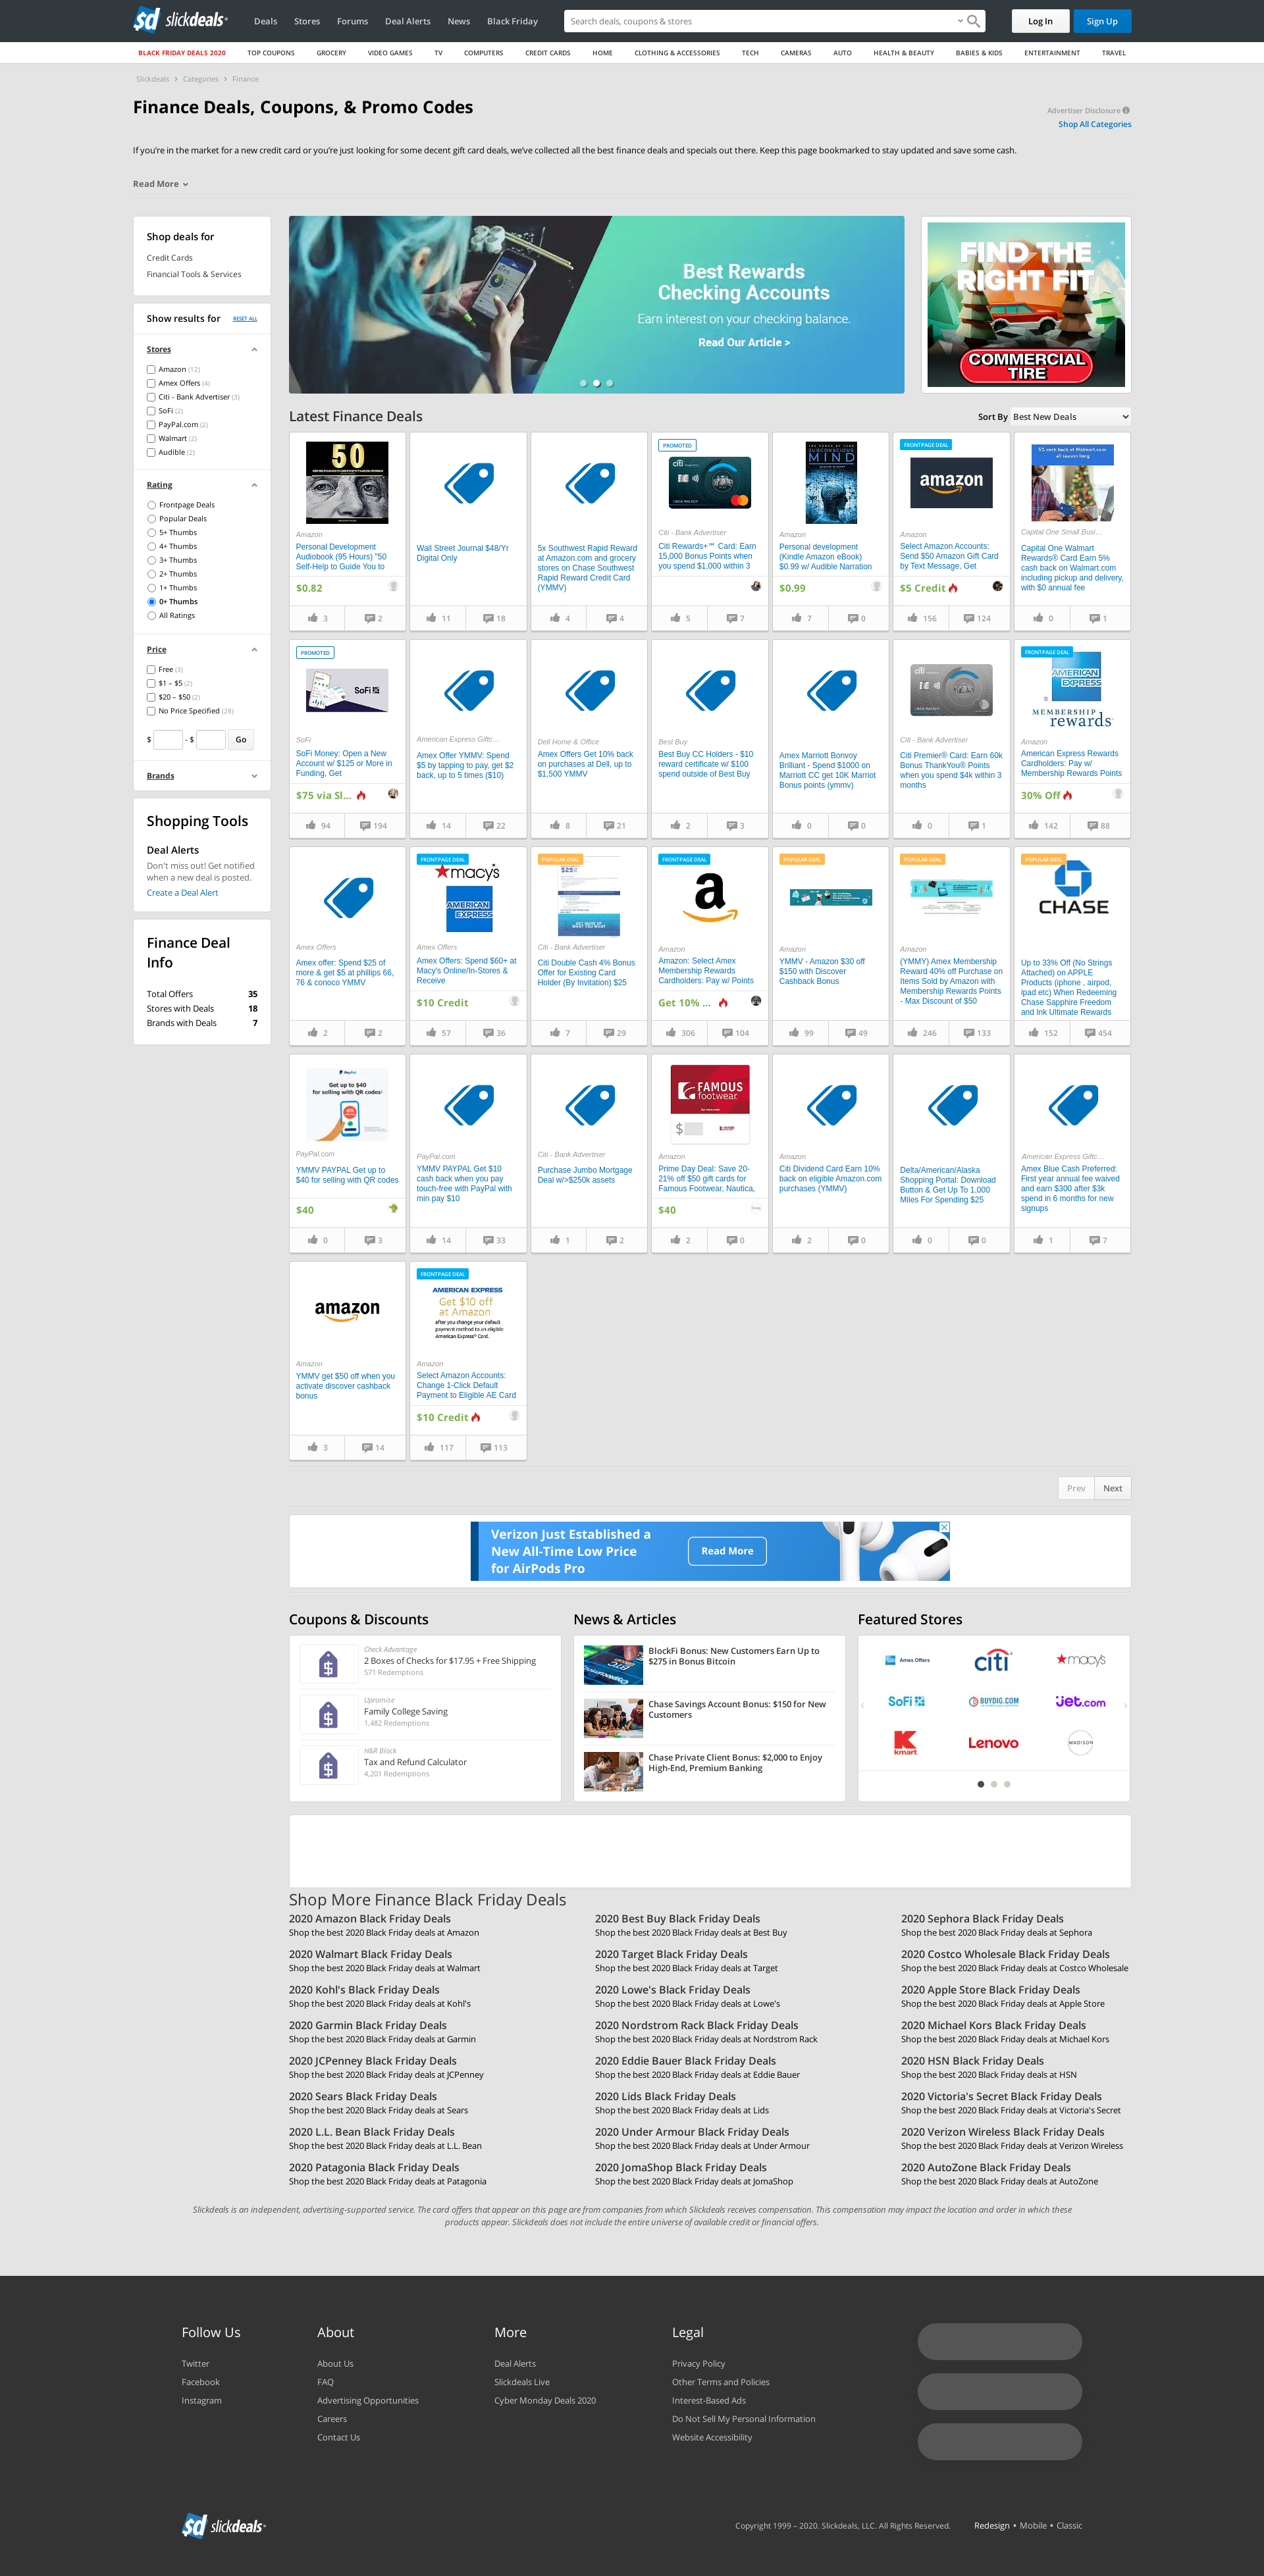 slickdeals
Deals
Stores
Forums
Deal Alerts
News
Black Friday
Search deals, coupons & stores
Log In
Sign Up
BLACK FRIDAY DEALS 2020
TOP COUPONS
GROCERY
VIDEO GAMES
TV
COMPUTERS
CREDIT CARDS
HOME
CLOTHING & ACCESSORIES
TECH
CAMERAS
AUTO
HEALTH & BEAUTY
BABIES & KIDS
ENTERTAINMENT
TRAVEL
Slickdeals > Categories > Finance
Finance Deals, Coupons, & Promo Codes
Advertiser Disclosure
Shop All Categories
If you're in the market for a new credit card or you're just looking for some decent gift card deals, we've collected all the best finance deals and specials out there. Keep this page bookmarked to stay updated and save some cash.
Read More
Shop deals for
Credit Cards
Financial Tools & Services
Show results for
RESET ALL
Stores
Amazon (12)
Amex Offers (4)
Citi - Bank Advertiser (3)
SoFi (2)
PayPal.com (2)
Walmart (2)
Audible (2)
Rating
Frontpage Deals
Popular Deals
5+ Thumbs
4+ Thumbs
3+ Thumbs
2+ Thumbs
1+ Thumbs
0+ Thumbs
All Ratings
Price
Free (3)
$1 – $5 (2)
$20 – $50 (2)
No Price Specified (28)
$ - $ Go
Brands
Shopping Tools
Deal Alerts
Don't miss out! Get notified
when a new deal is posted.
Create a Deal Alert
Finance Deal
Info
Total Offers 35
Stores with Deals 18
Brands with Deals 7
Best Rewards
Checking Accounts
Earn interest on your checking balance.
Read Our Article >
FIND THE
RIGHT FIT
COMMERCIAL
TIRE
Latest Finance Deals
Sort By Best New Deals
50
Amazon
Personal Development
Audiobook (95 Hours) "50
Self-Help to Guide You to
$0.82
3
2
Wall Street Journal $48/Yr
Digital Only
11
18
5x Southwest Rapid Reward
at Amazon.com and grocery
stores on Chase Southwest
Rapid Reward Credit Card
(YMMV)
4
4
PROMOTED
citi
Citi - Bank Advertiser
Citi Rewards+℠ Card: Earn
15,000 Bonus Points when
you spend $1,000 within 3
5
7
MIND
Amazon
Personal development
(Kindle Amazon eBook)
$0.99 w/ Audible Narration
$0.99
7
0
FRONTPAGE DEAL
amazon
Amazon
Select Amazon Accounts:
Send $50 Amazon Gift Card
by Text Message, Get
$5 Credit
156
124
5% cash back at Walmart.com
all season long
Capital One Small Busi…
Capital One Walmart
Rewards® Card Earn 5%
cash back on Walmart.com
including pickup and delivery,
with $0 annual fee
0
1
PROMOTED
SoFi
SoFi
SoFi Money: Open a New
Account w/ $125 or More in
Funding, Get
$75 via Sl…
94
194
American Express Giftc…
Amex Offer YMMV: Spend
$5 by tapping to pay, get $2
back, up to 5 times ($10)
14
22
Dell Home & Office
Amex Offers Get 10% back
on purchases at Dell, up to
$1,500 YMMV
8
21
Best Buy
Best Buy CC Holders - $10
reward certificate w/ $100
spend outside of Best Buy
2
3
Amex Marriott Bonvoy
Brilliant - Spend $1000 on
Marriott CC get 10K Marriot
Bonus points (ymmv)
0
0
citi
Citi - Bank Advertiser
Citi Premier® Card: Earn 60k
Bonus ThankYou® Points
when you spend $4k within 3
months
0
1
FRONTPAGE DEAL
AMERICAN
EXPRESS
MEMBERSHIP
rewards
Amazon
American Express Rewards
Cardholders: Pay w/
Membership Rewards Points
30% Off
142
88
Amex Offers
Amex offer: Spend $25 of
more & get $5 at phillips 66,
76 & conoco YMMV
2
2
FRONTPAGE DEAL
macys
AMERICAN
EXPRESS
Amex Offers
Amex Offers: Spend $60+ at
Macy's Online/In-Stores &
Receive
$10 Credit
57
36
POPULAR DEAL
$25
Citi - Bank Advertiser
Citi Double Cash 4% Bonus
Offer for Existing Card
Holder (By Invitation) $25
7
29
FRONTPAGE DEAL
a
Amazon
Amazon: Select Amex
Membership Rewards
Cardholders: Pay w/ Points
Get 10% …
306
104
POPULAR DEAL
Amazon
YMMV - Amazon $30 off
$150 with Discover
Cashback Bonus
99
49
POPULAR DEAL
Amazon
(YMMY) Amex Membership
Reward 40% off Purchase on
Items Sold by Amazon with
Membership Rewards Points
- Max Discount of $50
246
133
POPULAR DEAL
CHASE
Up to 33% Off (No Strings
Attached) on APPLE
Products (iphone , airpod,
ipad etc) When Redeeming
Chase Sapphire Freedom
and Ink Ultimate Rewards
152
454
PayPal
Get up to $40
for selling with QR codes
PayPal.com
YMMV PAYPAL Get up to
$40 for selling with QR codes
$40
0
3
PayPal.com
YMMV PAYPAL Get $10
cash back when you pay
touch-free with PayPal with
min pay $10
14
33
Citi - Bank Advertiser
Purchase Jumbo Mortgage
Deal w/>$250k assets
1
2
FAMOUS
footwear
$
Amazon
Prime Day Deal: Save 20-
21% off $50 gift cards for
Famous Footwear, Nautica,
$40
2
0
Amazon
Citi Dividend Card Earn 10%
back on eligible Amazon.com
purchases (YMMV)
2
0
Delta/American/Alaska
Shopping Portal: Download
Button & Get Up To 1,000
Miles For Spending $25
0
0
American Express Giftc…
Amex Blue Cash Preferred:
First year annual fee waived
and earn $300 after $3k
spend in 6 months for new
signups
1
7
amazon
Amazon
YMMV get $50 off when you
activate discover cashback
bonus
3
14
FRONTPAGE DEAL
AMERICAN EXPRESS
Get $10 off
at Amazon
after you change your default
payment method to an eligible
American Express® Card.
Amazon
Select Amazon Accounts:
Change 1-Click Default
Payment to Eligible AE Card
$10 Credit
117
113
Prev
Next
Verizon Just Established a
New All-Time Low Price
for AirPods Pro
Read More
Coupons & Discounts
Check Advantage
2 Boxes of Checks for $17.95 + Free Shipping
571 Redemptions
Upromise
Family College Saving
1,482 Redemptions
H&R Block
Tax and Refund Calculator
4,201 Redemptions
News & Articles
BlockFi Bonus: New Customers Earn Up to
$275 in Bonus Bitcoin
Chase Savings Account Bonus: $150 for New
Customers
Chase Private Client Bonus: $2,000 to Enjoy
High-End, Premium Banking
Featured Stores
Amex Offers
citi
macys
SoFi
BUYDIG.COM
jet.com
kmart
Lenovo
MADISON
Shop More Finance Black Friday Deals
2020 Amazon Black Friday Deals
Shop the best 2020 Black Friday deals at Amazon
2020 Best Buy Black Friday Deals
Shop the best 2020 Black Friday deals at Best Buy
2020 Sephora Black Friday Deals
Shop the best 2020 Black Friday deals at Sephora
2020 Walmart Black Friday Deals
Shop the best 2020 Black Friday deals at Walmart
2020 Target Black Friday Deals
Shop the best 2020 Black Friday deals at Target
2020 Costco Wholesale Black Friday Deals
Shop the best 2020 Black Friday deals at Costco Wholesale
2020 Kohl's Black Friday Deals
Shop the best 2020 Black Friday deals at Kohl's
2020 Lowe's Black Friday Deals
Shop the best 2020 Black Friday deals at Lowe's
2020 Apple Store Black Friday Deals
Shop the best 2020 Black Friday deals at Apple Store
2020 Garmin Black Friday Deals
Shop the best 2020 Black Friday deals at Garmin
2020 Nordstrom Rack Black Friday Deals
Shop the best 2020 Black Friday deals at Nordstrom Rack
2020 Michael Kors Black Friday Deals
Shop the best 2020 Black Friday deals at Michael Kors
2020 JCPenney Black Friday Deals
Shop the best 2020 Black Friday deals at JCPenney
2020 Eddie Bauer Black Friday Deals
Shop the best 2020 Black Friday deals at Eddie Bauer
2020 HSN Black Friday Deals
Shop the best 2020 Black Friday deals at HSN
2020 Sears Black Friday Deals
Shop the best 2020 Black Friday deals at Sears
2020 Lids Black Friday Deals
Shop the best 2020 Black Friday deals at Lids
2020 Victoria's Secret Black Friday Deals
Shop the best 2020 Black Friday deals at Victoria's Secret
2020 L.L. Bean Black Friday Deals
Shop the best 2020 Black Friday deals at L.L. Bean
2020 Under Armour Black Friday Deals
Shop the best 2020 Black Friday deals at Under Armour
2020 Verizon Wireless Black Friday Deals
Shop the best 2020 Black Friday deals at Verizon Wireless
2020 Patagonia Black Friday Deals
Shop the best 2020 Black Friday deals at Patagonia
2020 JomaShop Black Friday Deals
Shop the best 2020 Black Friday deals at JomaShop
2020 AutoZone Black Friday Deals
Shop the best 2020 Black Friday deals at AutoZone
Slickdeals is an independent, advertising-supported service. The card offers that appear on this page are from companies from which Slickdeals receives compensation. This compensation may impact the location and order in which these
products appear. Slickdeals does not include the entire universe of available credit or financial offers.
Follow Us
Twitter
Facebook
Instagram
About
About Us
FAQ
Advertising Opportunities
Careers
Contact Us
More
Deal Alerts
Slickdeals Live
Cyber Monday Deals 2020
Legal
Privacy Policy
Other Terms and Policies
Interest-Based Ads
Do Not Sell My Personal Information
Website Accessibility
slickdeals
Copyright 1999 – 2020. Slickdeals, LLC. All Rights Reserved.
Redesign • Mobile • Classic